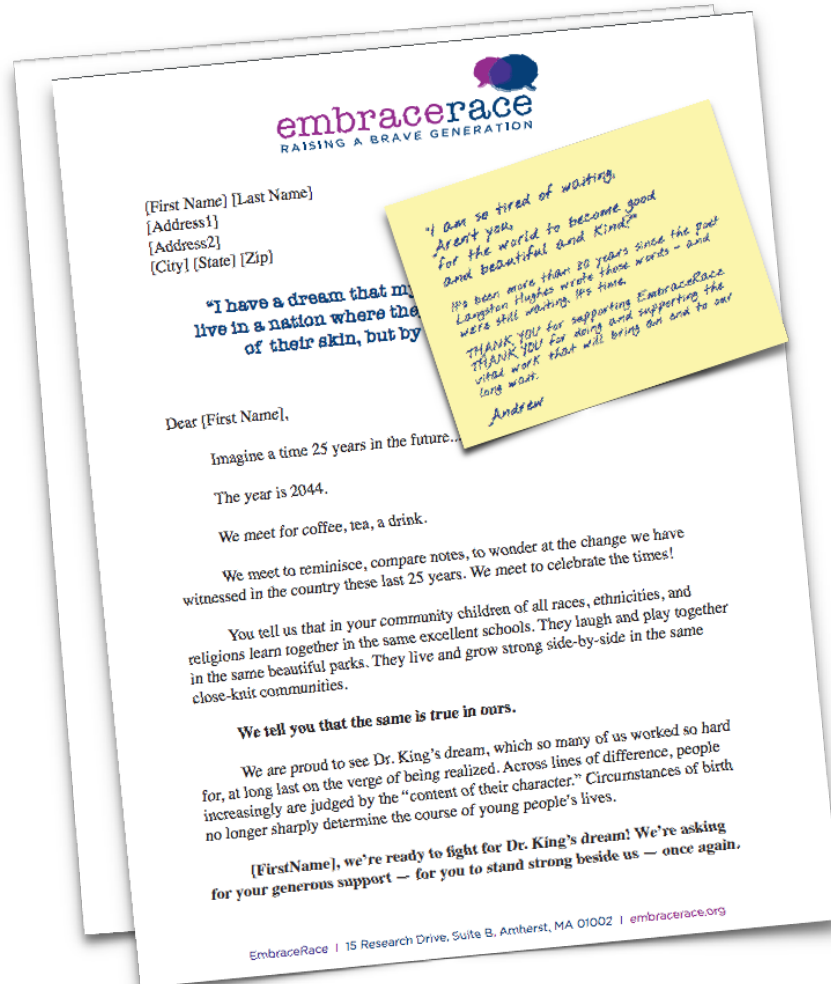 embracerace
RAISING A BRAVE GENERATION
[First Name] [Last Name]
[Address1]
[Address2]
[City] [State] [Zip]
"I have a dream that my
live in a nation where the
of their skin, but by
"I am so tired of waiting,
Aren't you,
for the world to become good
and beautiful and kind?"
It's been more than 80 years since the poet
Langston Hughes wrote those words – and
we're still waiting. It's time.
THANK YOU for supporting EmbraceRace
THANK YOU for doing and supporting the
vital work that will bring an end to our
long wait.
Andrew
Dear [First Name],
Imagine a time 25 years in the future...
The year is 2044.
We meet for coffee, tea, a drink.
We meet to reminisce, compare notes, to wonder at the change we have
witnessed in the country these last 25 years. We meet to celebrate the times!
You tell us that in your community children of all races, ethnicities, and
religions learn together in the same excellent schools. They laugh and play together
in the same beautiful parks. They live and grow strong side-by-side in the same
close-knit communities.
We tell you that the same is true in ours.
We are proud to see Dr. King's dream, which so many of us worked so hard
for, at long last on the verge of being realized. Across lines of difference, people
increasingly are judged by the "content of their character." Circumstances of birth
no longer sharply determine the course of young people's lives.
[FirstName], we're ready to fight for Dr. King's dream! We're asking
for your generous support — for you to stand strong beside us — once again.
EmbraceRace | 15 Research Drive, Suite B, Amherst, MA 01002 | embracerace.org